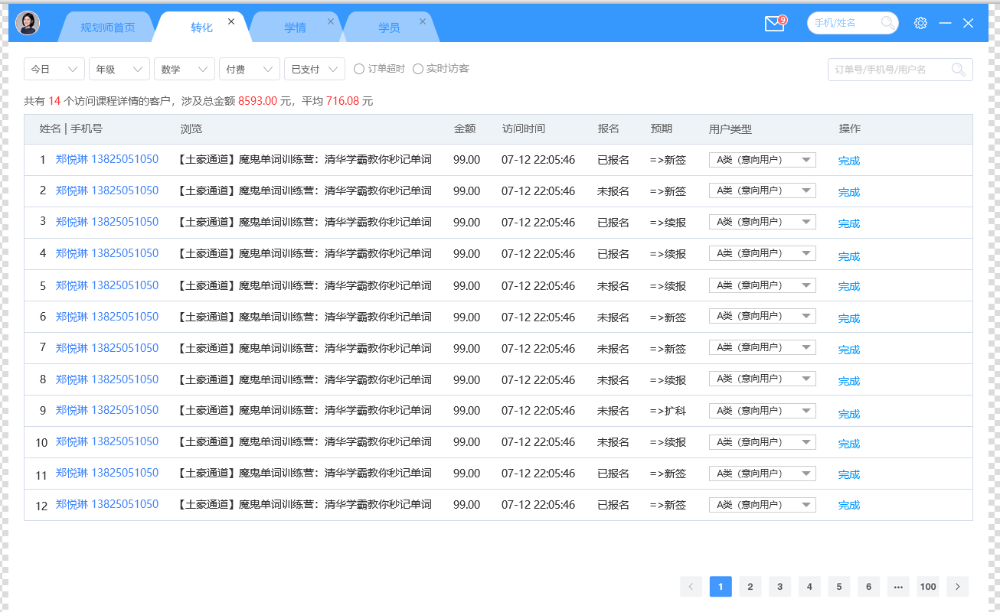 规划师首页 转化 学情 学员 9 手机/姓名
今日 年级 数学 付费 已支付 订单超时 实时访客 订单号/手机号/用户名
共有 14 个访问课程详情的客户，涉及总金额 8593.00 元，平均 716.08 元
姓名 | 手机号 浏览 金额 访问时间 报名 预期 用户类型 操作
1 郑悦琳 13825051050 【土豪通道】魔鬼单词训练营：清华学霸教你秒记单词 99.00 07-12 22:05:46 已报名 =>新签 A类（意向用户） 完成
2 郑悦琳 13825051050 【土豪通道】魔鬼单词训练营：清华学霸教你秒记单词 99.00 07-12 22:05:46 未报名 =>新签 A类（意向用户） 完成
3 郑悦琳 13825051050 【土豪通道】魔鬼单词训练营：清华学霸教你秒记单词 99.00 07-12 22:05:46 已报名 =>续报 A类（意向用户） 完成
4 郑悦琳 13825051050 【土豪通道】魔鬼单词训练营：清华学霸教你秒记单词 99.00 07-12 22:05:46 已报名 =>续报 A类（意向用户） 完成
5 郑悦琳 13825051050 【土豪通道】魔鬼单词训练营：清华学霸教你秒记单词 99.00 07-12 22:05:46 未报名 =>续报 A类（意向用户） 完成
6 郑悦琳 13825051050 【土豪通道】魔鬼单词训练营：清华学霸教你秒记单词 99.00 07-12 22:05:46 未报名 =>新签 A类（意向用户） 完成
7 郑悦琳 13825051050 【土豪通道】魔鬼单词训练营：清华学霸教你秒记单词 99.00 07-12 22:05:46 未报名 =>新签 A类（意向用户） 完成
8 郑悦琳 13825051050 【土豪通道】魔鬼单词训练营：清华学霸教你秒记单词 99.00 07-12 22:05:46 未报名 =>续报 A类（意向用户） 完成
9 郑悦琳 13825051050 【土豪通道】魔鬼单词训练营：清华学霸教你秒记单词 99.00 07-12 22:05:46 未报名 =>扩科 A类（意向用户） 完成
10 郑悦琳 13825051050 【土豪通道】魔鬼单词训练营：清华学霸教你秒记单词 99.00 07-12 22:05:46 未报名 =>续报 A类（意向用户） 完成
11 郑悦琳 13825051050 【土豪通道】魔鬼单词训练营：清华学霸教你秒记单词 99.00 07-12 22:05:46 已报名 =>新签 A类（意向用户） 完成
12 郑悦琳 13825051050 【土豪通道】魔鬼单词训练营：清华学霸教你秒记单词 99.00 07-12 22:05:46 已报名 =>新签 A类（意向用户） 完成
1 2 3 4 5 6 ··· 100